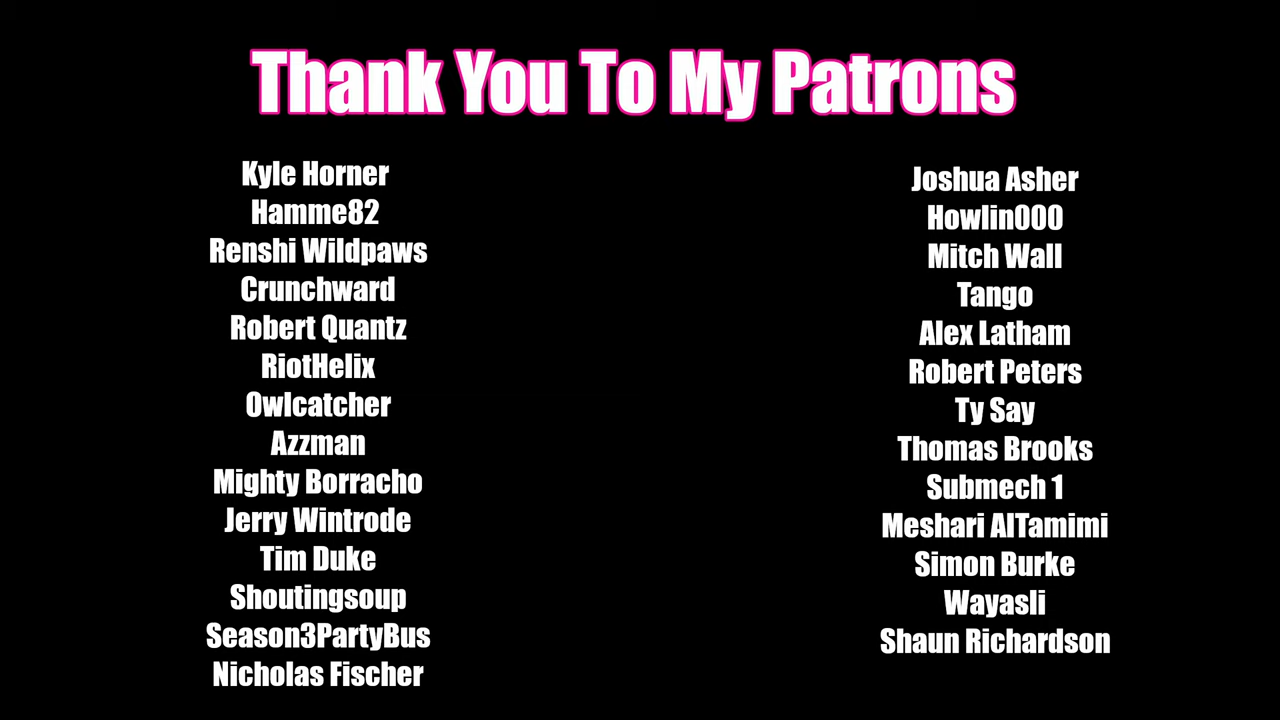 Thank You To My Patrons
Kyle Horner
Hamme82
Renshi Wildpaws
Crunchward
Robert Quantz
RiotHelix
Owlcatcher
Azzman
Mighty Borracho
Jerry Wintrode
Tim Duke
Shoutingsoup
Season3PartyBus
Nicholas Fischer
Joshua Asher
Howlin000
Mitch Wall
Tango
Alex Latham
Robert Peters
Ty Say
Thomas Brooks
Submech 1
Meshari AlTamimi
Simon Burke
Wayasli
Shaun Richardson